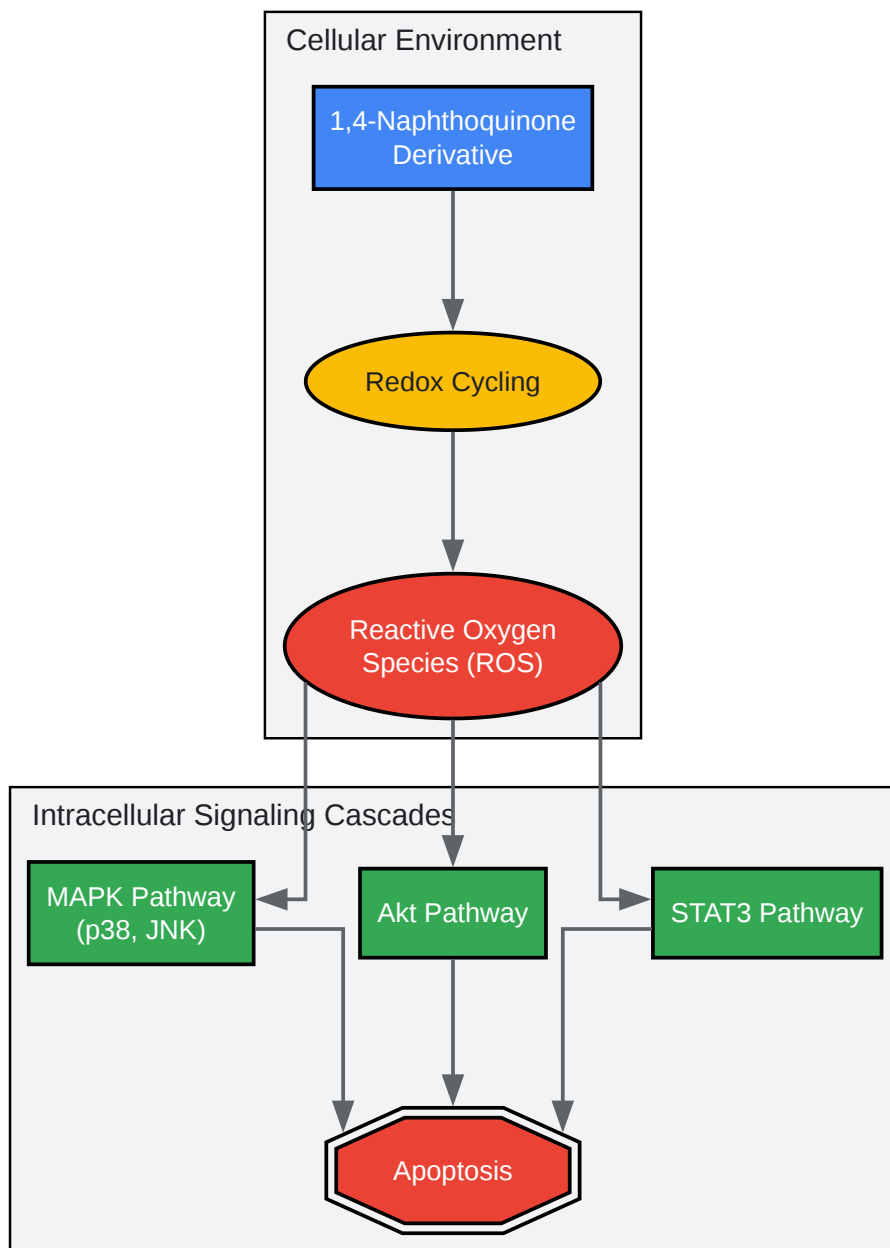 Cellular Environment
1,4-Naphthoquinone
Derivative
Redox Cycling
Reactive Oxygen
Species (ROS)
Intracellular Signaling Cascades
MAPK Pathway
(p38, JNK)
Akt Pathway
STAT3 Pathway
Apoptosis